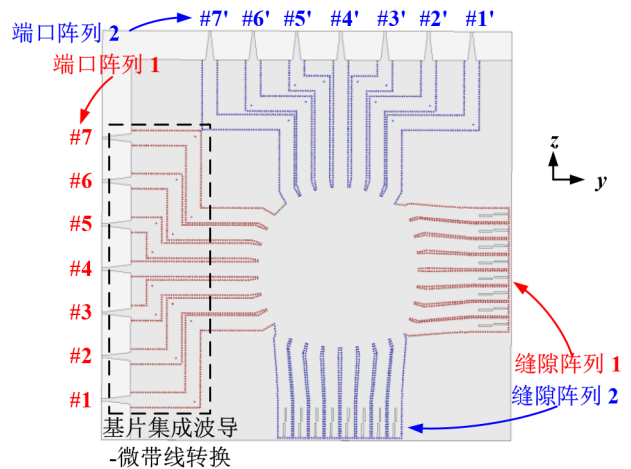 #7' #6' #5' #4' #3' #2' #1'
端口阵列 2
端口阵列 1
#7
#6
#5
#4
#3
#2
#1
z
y
缝隙阵列 1
缝隙阵列 2
基片集成波导
-微带线转换